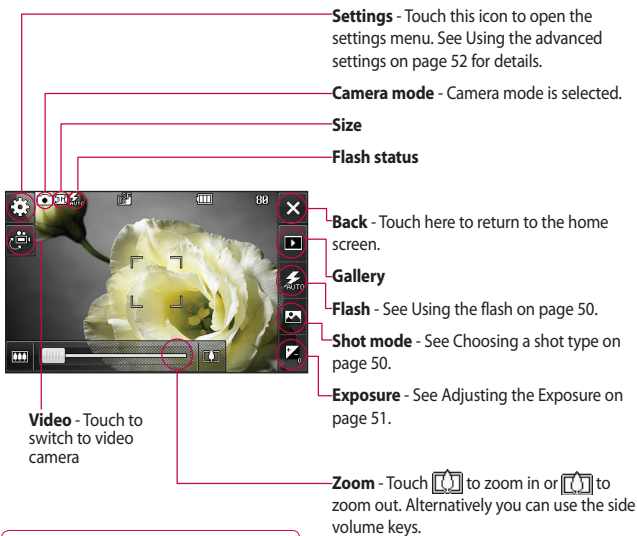 Settings - Touch this icon to open the
settings menu. See Using the advanced
settings on page 52 for details.
Camera mode - Camera mode is selected.
Size
Flash status
80
AUTO
Back - Touch here to return to the home
screen.
Gallery
Flash - See Using the flash on page 50.
Shot mode - See Choosing a shot type on
page 50.
Exposure - See Adjusting the Exposure on
page 51.
Video - Touch to
switch to video
camera
Zoom - Touch to zoom in or to
zoom out. Alternatively you can use the side
volume keys.